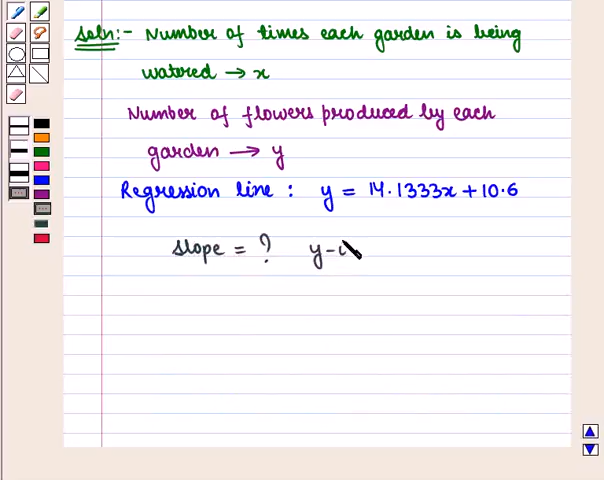 Soln:- Number of times each garden is being
watered → x
Number of flowers produced by each
garden → y
Regression line: y = 14.1333x + 10.6
slope = ? y-i